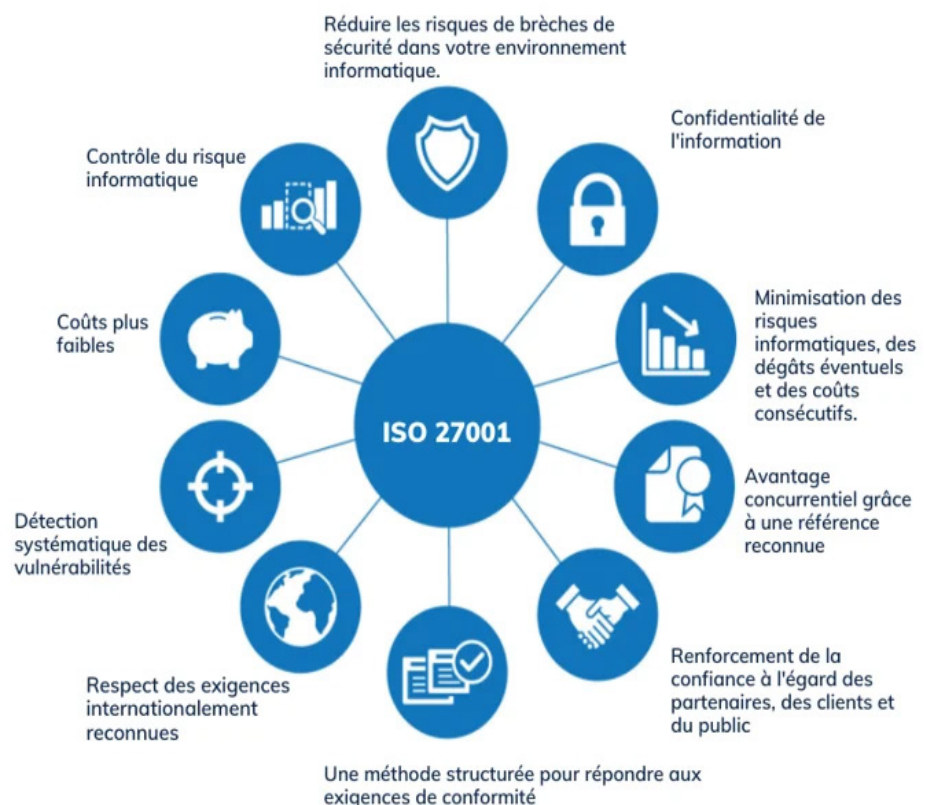 Réduire les risques de brèches de
sécurité dans votre environnement
informatique.
Confidentialité de
l'information
Contrôle du risque
informatique
Minimisation des
risques
informatiques, des
dégâts éventuels
et des coûts
consécutifs.
Coûts plus
faibles
ISO 27001
Avantage
concurrentiel grâce
à une référence
reconnue
Détection
systématique des
vulnérabilités
Renforcement de la
confiance à l'égard des
partenaires, des clients et
du public
Respect des exigences
internationalement
reconnues
Une méthode structurée pour répondre aux
exigences de conformité